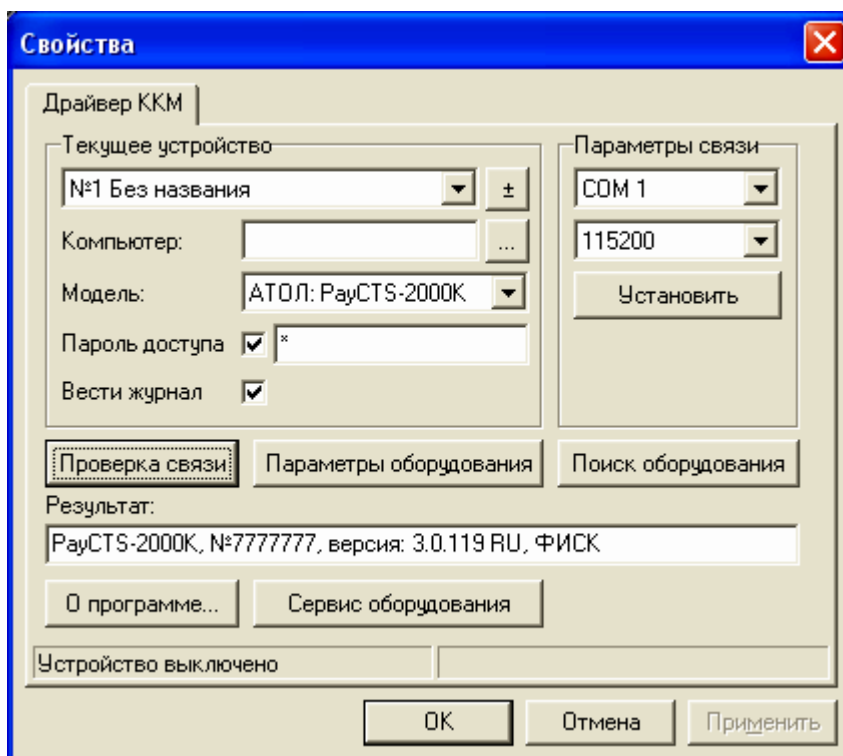 Свойства
Драйвер ККМ
Текущее устройство
№1 Без названия
±
Компьютер:
...
Модель:
АТОЛ: PayCTS-2000K
Пароль доступа
*
Вести журнал
Параметры связи
COM 1
115200
Установить
Проверка связи
Параметры оборудования
Поиск оборудования
Результат:
PayCTS-2000K, №7777777, версия: 3.0.119 RU, ФИСК
О программе...
Сервис оборудования
Устройство выключено
ОК
Отмена
Применить